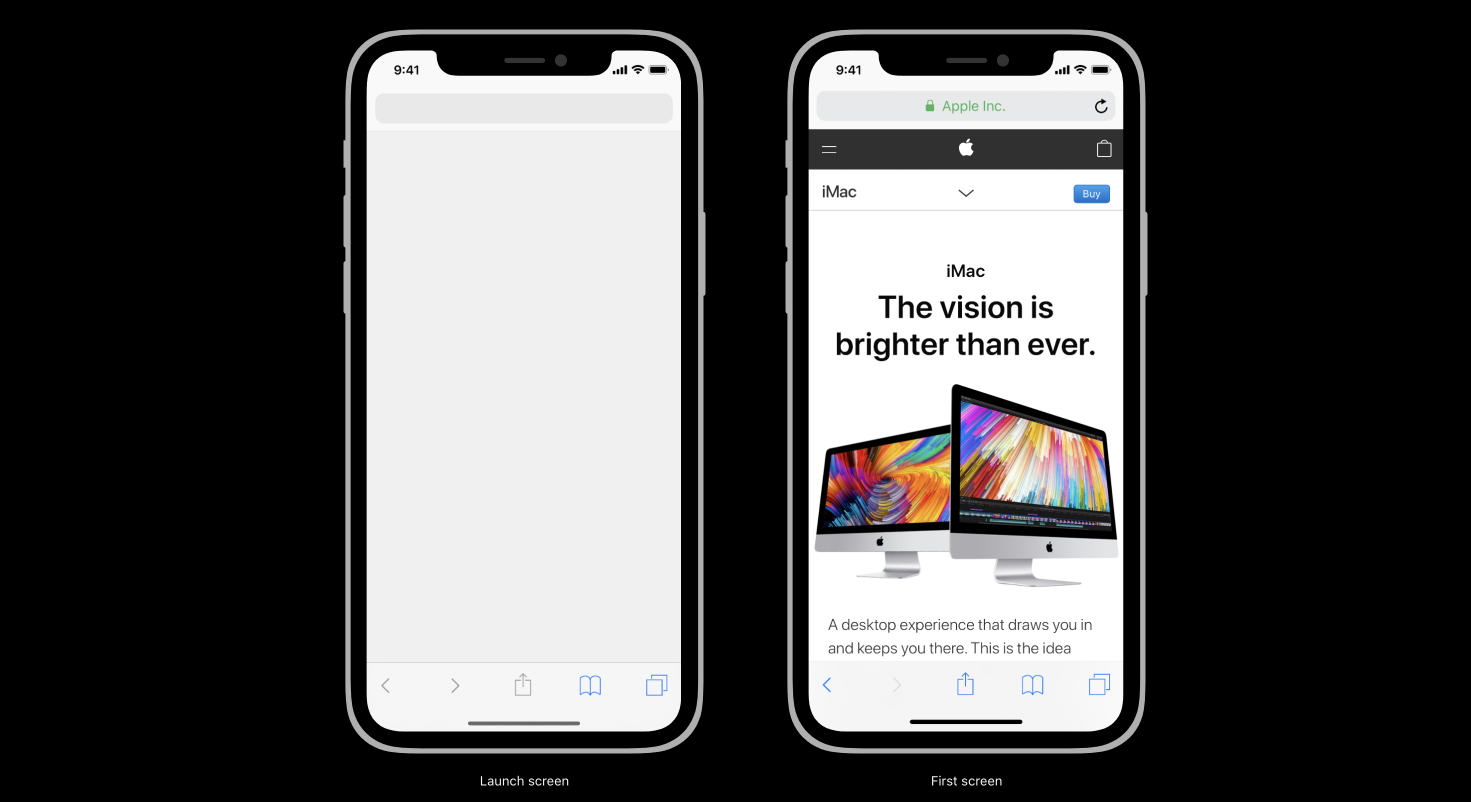 9:41
9:41
Apple Inc.
iMac
Buy
iMac
The vision is
brighter than ever.
A desktop experience that draws you in
and keeps you there. This is the idea
Launch screen
First screen